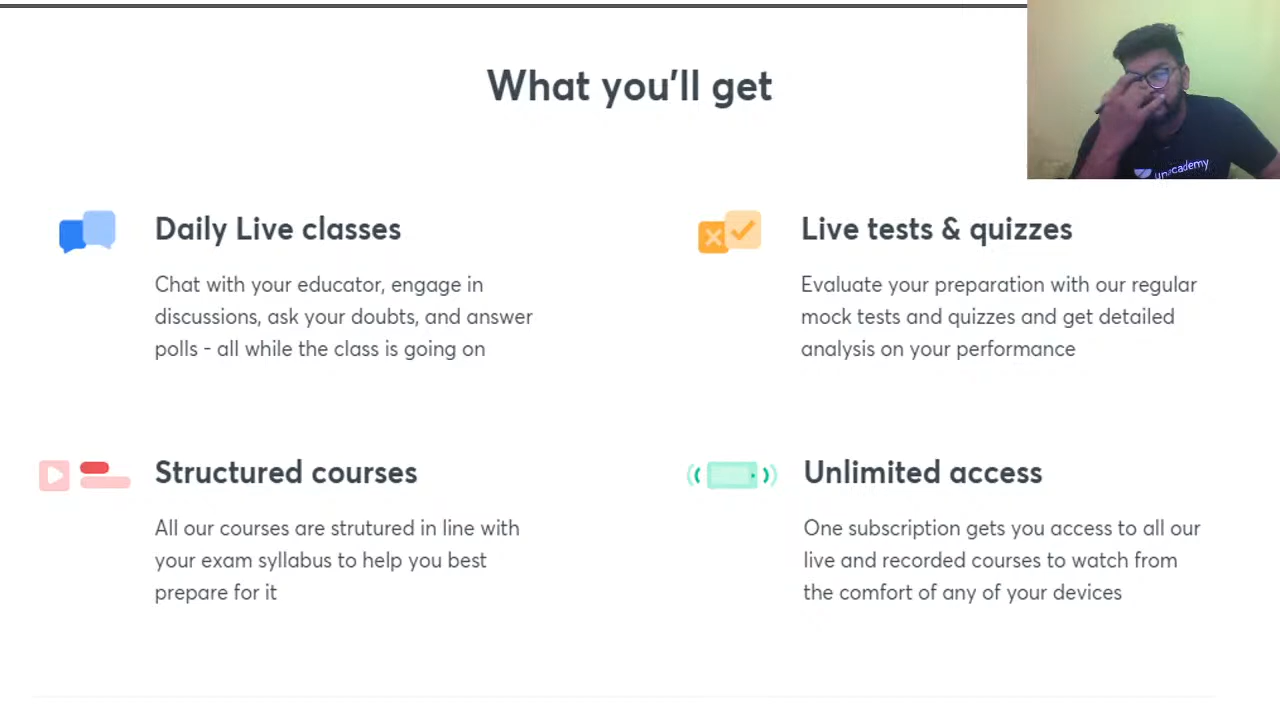 What you'll get
Daily Live classes
Chat with your educator, engage in
discussions, ask your doubts, and answer
polls - all while the class is going on
Live tests & quizzes
Evaluate your preparation with our regular
mock tests and quizzes and get detailed
analysis on your performance
Structured courses
All our courses are strutured in line with
your exam syllabus to help you best
prepare for it
Unlimited access
One subscription gets you access to all our
live and recorded courses to watch from
the comfort of any of your devices
unacademy